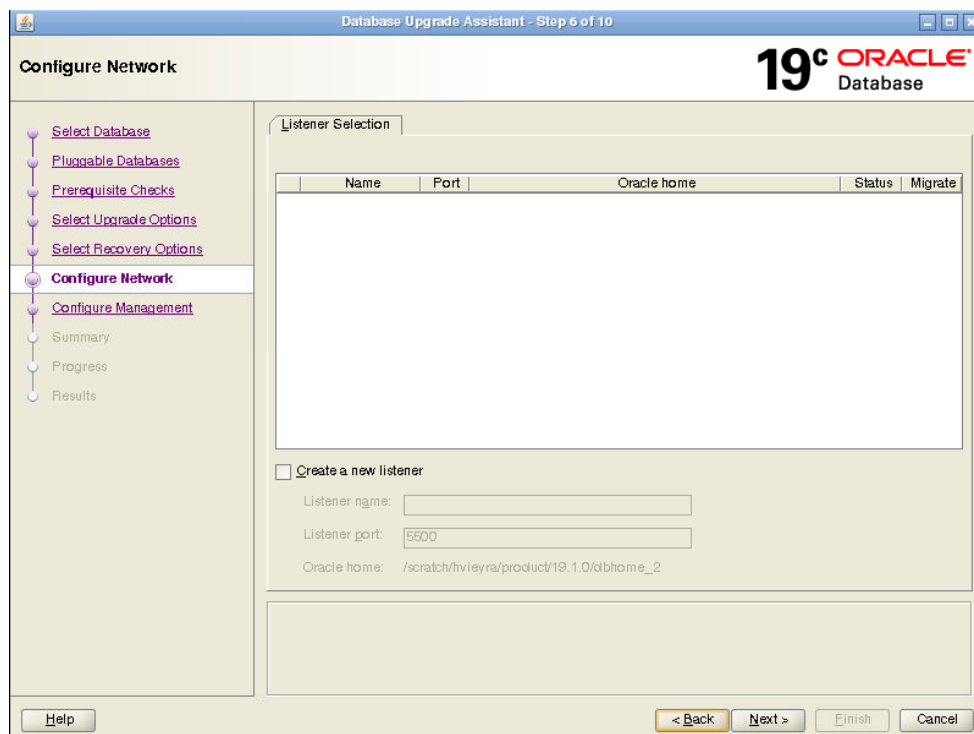 Database Upgrade Assistant - Step 6 of 10
Configure Network
19c ORACLE
Database
Select Database
Pluggable Databases
Prerequisite Checks
Select Upgrade Options
Select Recovery Options
Configure Network
Configure Management
Summary
Progress
Results
Listener Selection
Name Port Oracle home Status Migrate
Create a new listener
Listener name:
Listener port: 5500
Oracle home: /scratch/hvieyra/product/19.1.0/dbhome_2
Help < Back Next > Finish Cancel